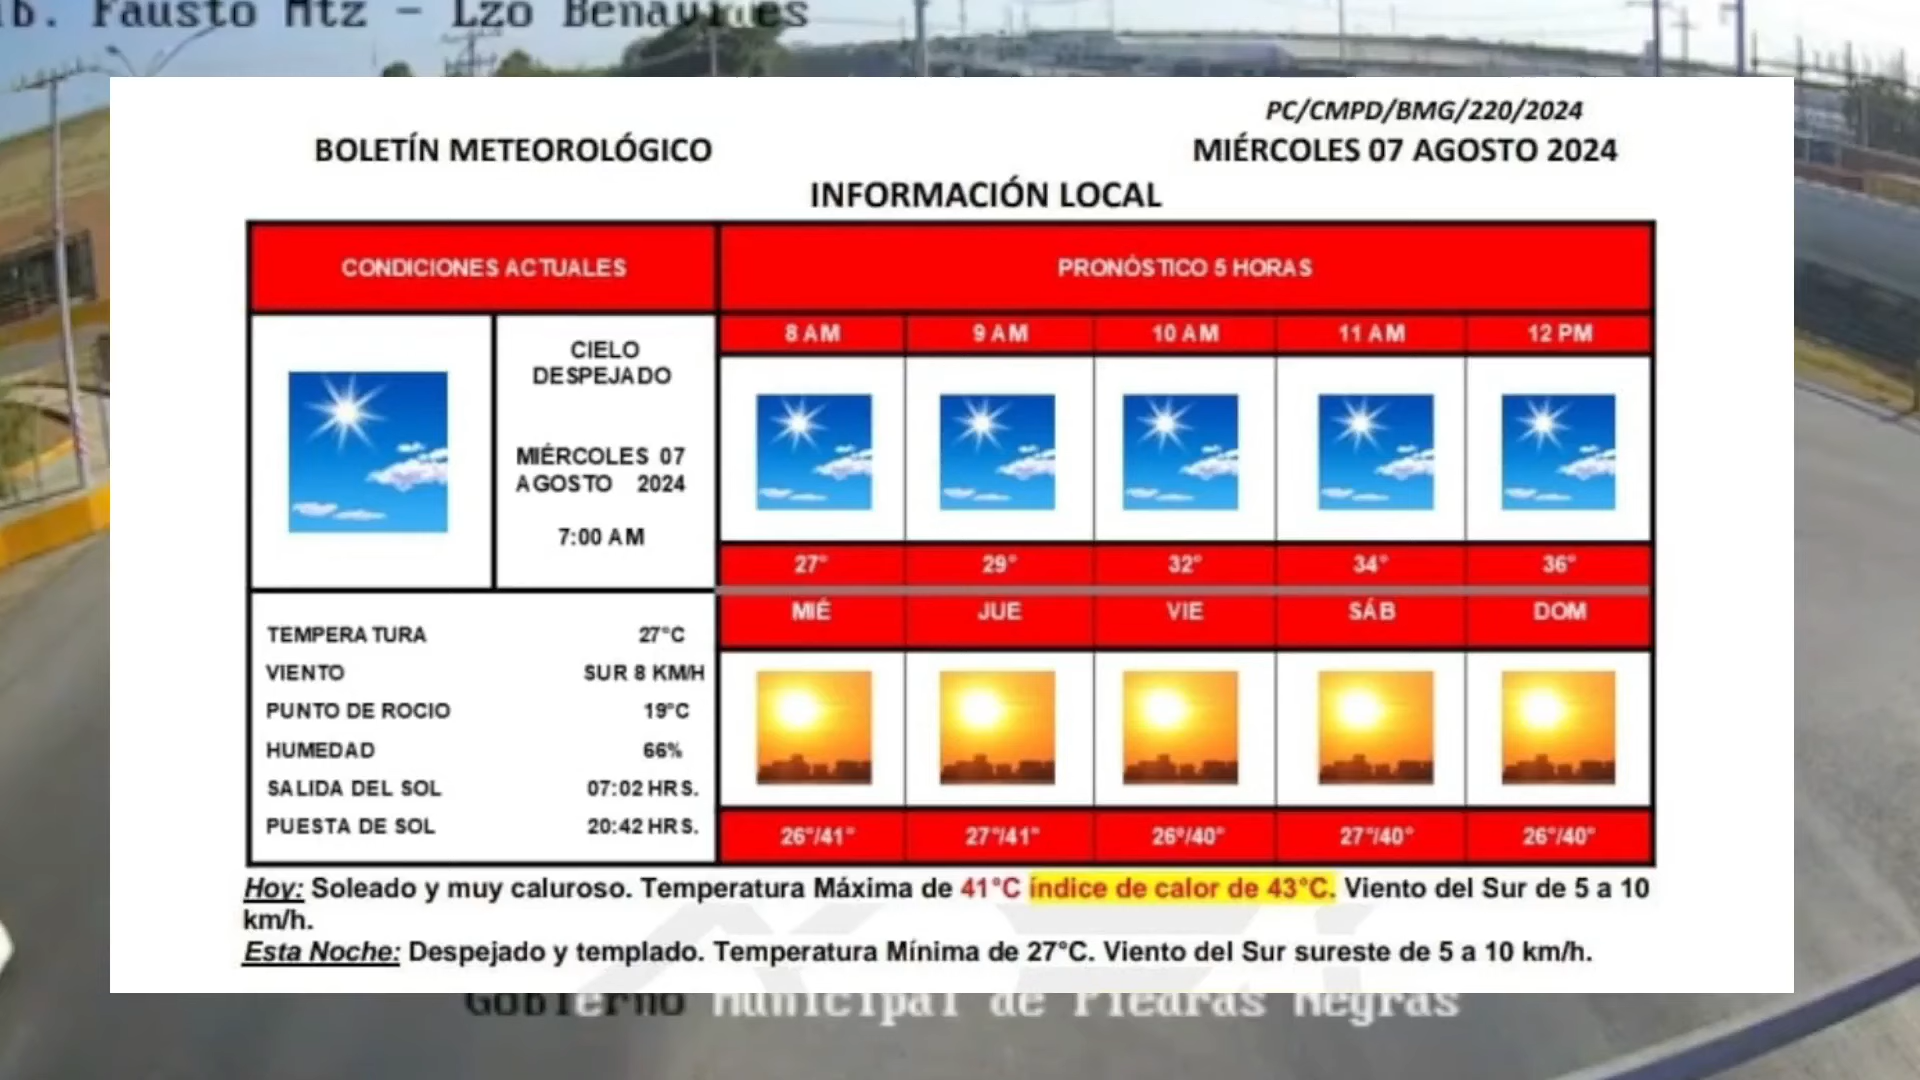 b. Fausto Mtz - Lzo Benavides
PC/CMPD/BMG/220/2024
BOLETÍN METEOROLÓGICO
MIÉRCOLES 07 AGOSTO 2024
INFORMACIÓN LOCAL
CONDICIONES ACTUALES
PRONÓSTICO 5 HORAS
8 AM 9 AM 10 AM 11 AM 12 PM
CIELO
DESPEJADO
MIÉRCOLES 07
AGOSTO 2024
7:00 AM
27° 29° 32° 34° 36°
MIÉ JUE VIE SÁB DOM
TEMPERATURA 27°C
VIENTO SUR 8 KM/H
PUNTO DE ROCIO 19°C
HUMEDAD 66%
SALIDA DEL SOL 07:02 HRS.
PUESTA DE SOL 20:42 HRS.
26°/41° 27°/41° 26°/40° 27°/40° 26°/40°
Hoy: Soleado y muy caluroso. Temperatura Máxima de 41°C índice de calor de 43°C. Viento del Sur de 5 a 10
km/h.
Esta Noche: Despejado y templado. Temperatura Mínima de 27°C. Viento del Sur sureste de 5 a 10 km/h.
Gobierno Municipal de Piedras Negras